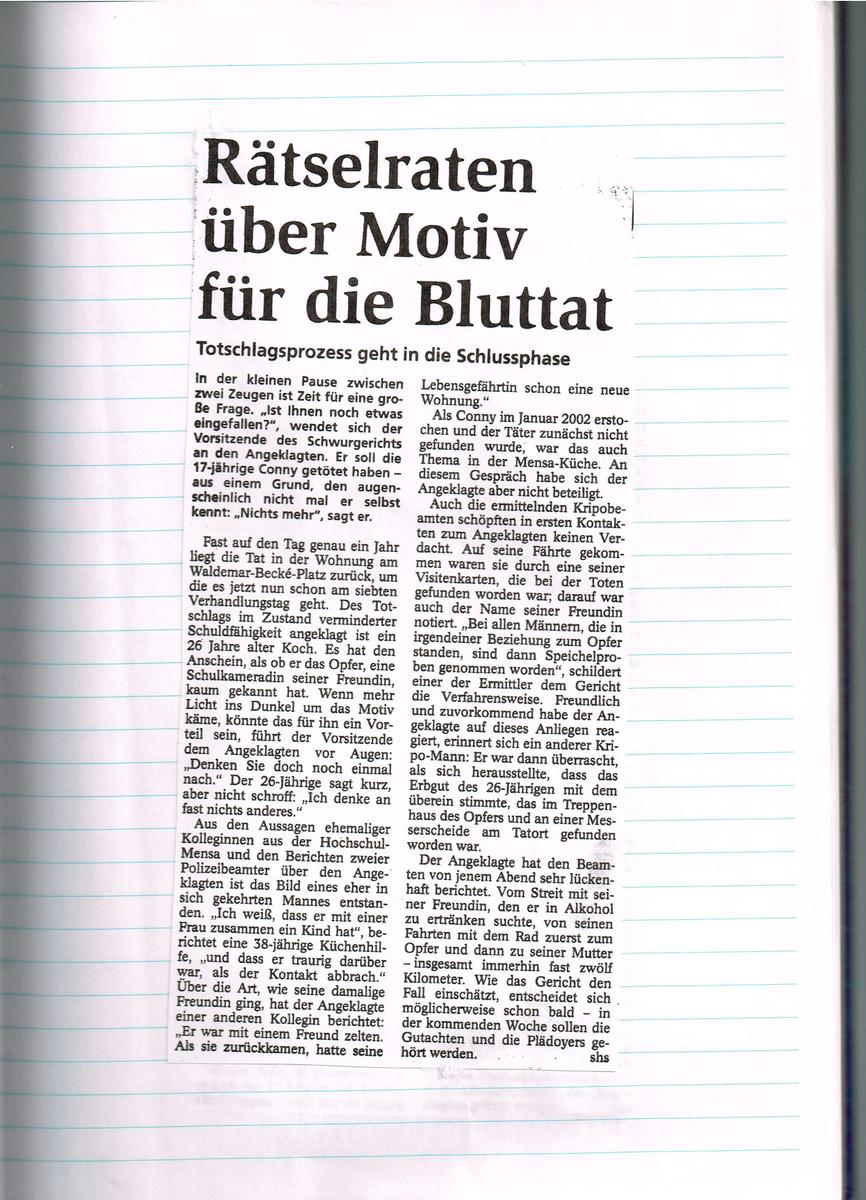 Rätselraten
über Motiv
für die Bluttat
Totschlagsprozess geht in die Schlussphase
In der kleinen Pause zwischen
zwei Zeugen ist Zeit für eine gro-
ße Frage. „Ist Ihnen noch etwas
eingefallen?“, wendet sich der
Vorsitzende des Schwurgerichts
an den Angeklagten. Er soll die
17-jährige Conny getötet haben –
aus einem Grund, den augen-
scheinlich nicht mal er selbst
kennt: „Nichts mehr“, sagt er.
Fast auf den Tag genau ein Jahr
liegt die Tat in der Wohnung am
Waldemar-Becké-Platz zurück, um
die es jetzt nun schon am siebten
Verhandlungstag geht. Des Tot-
schlags im Zustand verminderter
Schuldfähigkeit angeklagt ist ein
26 Jahre alter Koch. Es hat den
Anschein, als ob er das Opfer, eine
Schulkameradin seiner Freundin,
kaum gekannt hat. Wenn mehr
Licht ins Dunkel um das Motiv
käme, könnte das für ihn ein Vor-
teil sein, führt der Vorsitzende
dem Angeklagten vor Augen:
„Denken Sie doch noch einmal
nach.“ Der 26-Jährige sagt kurz,
aber nicht schroff: „Ich denke an
fast nichts anderes.“
Aus den Aussagen ehemaliger
Kolleginnen aus der Hochschul-
Mensa und den Berichten zweier
Polizeibeamter über den Ange-
klagten ist das Bild eines eher in
sich gekehrten Mannes entstan-
den. „Ich weiß, dass er mit einer
Frau zusammen ein Kind hat“, be-
richtet eine 38-jährige Küchenhil-
fe, „und dass er traurig darüber
war, als der Kontakt abbrach.“
Über die Art, wie seine damalige
Freundin ging, hat der Angeklagte
einer anderen Kollegin berichtet:
„Er war mit einem Freund zelten.
Als sie zurückkamen, hatte seine
Lebensgefährtin schon eine neue
Wohnung.“
Als Conny im Januar 2002 ersto-
chen und der Täter zunächst nicht
gefunden wurde, war das auch
Thema in der Mensa-Küche. An
diesem Gespräch habe sich der
Angeklagte aber nicht beteiligt.
Auch die ermittelnden Kripobe-
amten schöpften in ersten Kontak-
ten zum Angeklagten keinen Ver-
dacht. Auf seine Fährte gekom-
men waren sie durch eine seiner
Visitenkarten, die bei der Toten
gefunden worden war; darauf war
auch der Name seiner Freundin
notiert. „Bei allen Männern, die in
irgendeiner Beziehung zum Opfer
standen, sind dann Speichelpro-
ben genommen worden“, schildert
einer der Ermittler dem Gericht
die Verfahrensweise. Freundlich
und zuvorkommend habe der An-
geklagte auf dieses Anliegen rea-
giert, erinnert sich ein anderer Kri-
po-Mann: Er war dann überrascht,
als sich herausstellte, dass das
Erbgut des 26-Jährigen mit dem
überein stimmte, das im Treppen-
haus des Opfers und an einer Mes-
serscheide am Tatort gefunden
worden war.
Der Angeklagte hat den Beam-
ten von jenem Abend sehr lücken-
haft berichtet. Vom Streit mit sei-
ner Freundin, den er in Alkohol
zu ertränken suchte, von seinen
Fahrten mit dem Rad zuerst zum
Opfer und dann zu seiner Mutter
– insgesamt immerhin fast zwölf
Kilometer. Wie das Gericht den
Fall einschätzt, entscheidet sich
möglicherweise schon bald – in
der kommenden Woche sollen die
Gutachten und die Plädoyers ge-
hört werden. shs